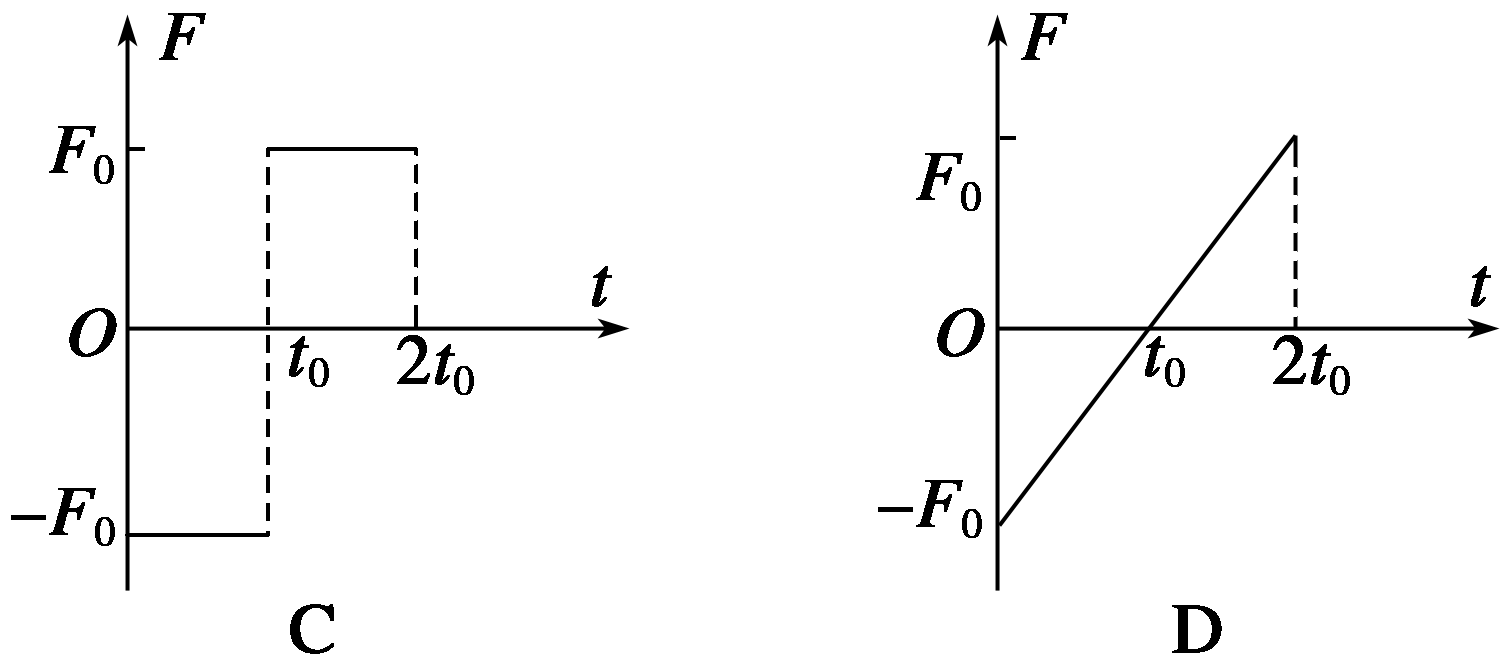 F F
F₀ F₀
t t
O t₀ 2t₀ O t₀ 2t₀
−F₀ −F₀
C D